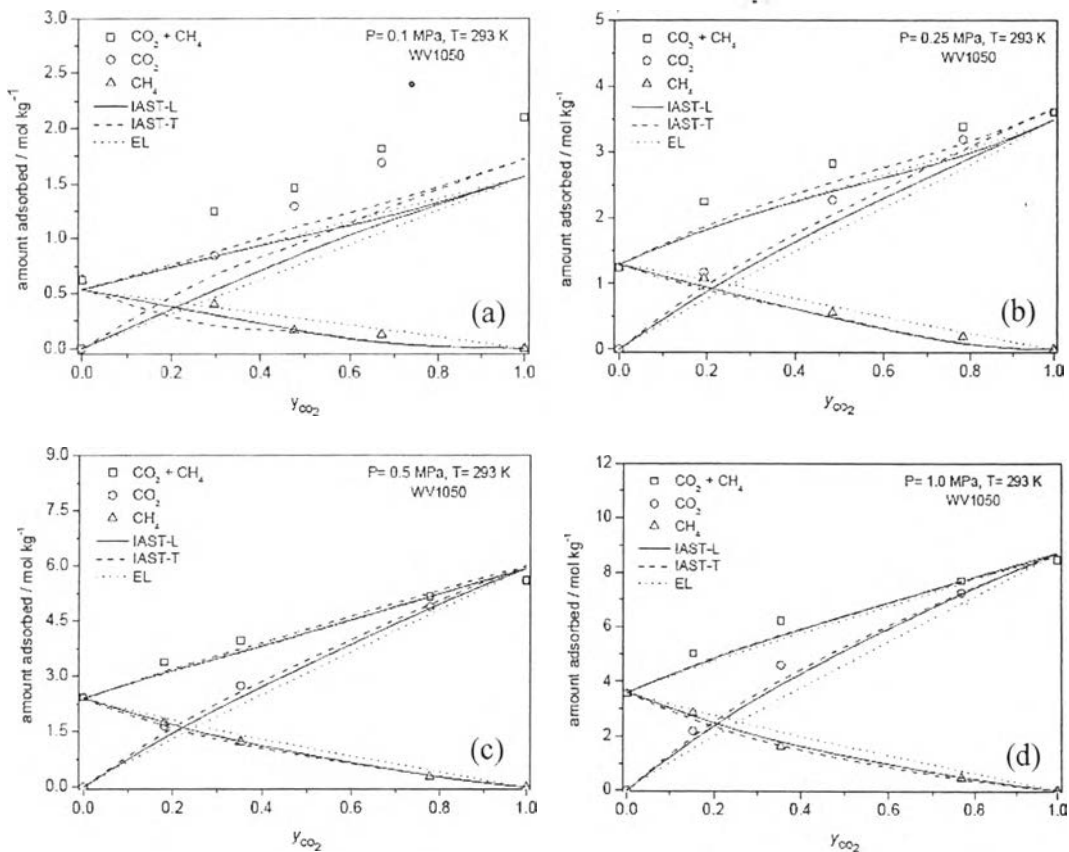 3.0
2.5
2.0
1.5
1.0
0.5
0.0
amount adsorbed / mol kg⁻¹
CO₂ + CH₄
CO₂
CH₄
IAST-L
IAST-T
EL
P= 0.1 MPa, T= 293 K
WV1050
(a)
0.0 0.2 0.4 0.6 0.8 1.0
y_CO₂
5
4
3
2
1
0
amount adsorbed / mol kg⁻¹
CO₂ + CH₄
CO₂
CH₄
IAST-L
IAST-T
EL
P= 0.25 MPa, T= 293 K
WV1050
(b)
0.0 0.2 0.4 0.6 0.8 1.0
y_CO₂
9.0
7.5
6.0
4.5
3.0
1.5
0.0
amount adsorbed / mol kg⁻¹
CO₂ + CH₄
CO₂
CH₄
IAST-L
IAST-T
EL
P= 0.5 MPa, T= 293 K
WV1050
(c)
0.0 0.2 0.4 0.6 0.8 1.0
y_CO₂
12
10
8
6
4
2
0
amount adsorbed / mol kg⁻¹
CO₂ + CH₄
CO₂
CH₄
IAST-L
IAST-T
EL
P= 1.0 MPa, T= 293 K
WV1050
(d)
0.0 0.2 0.4 0.6 0.8 1.0
y_CO₂